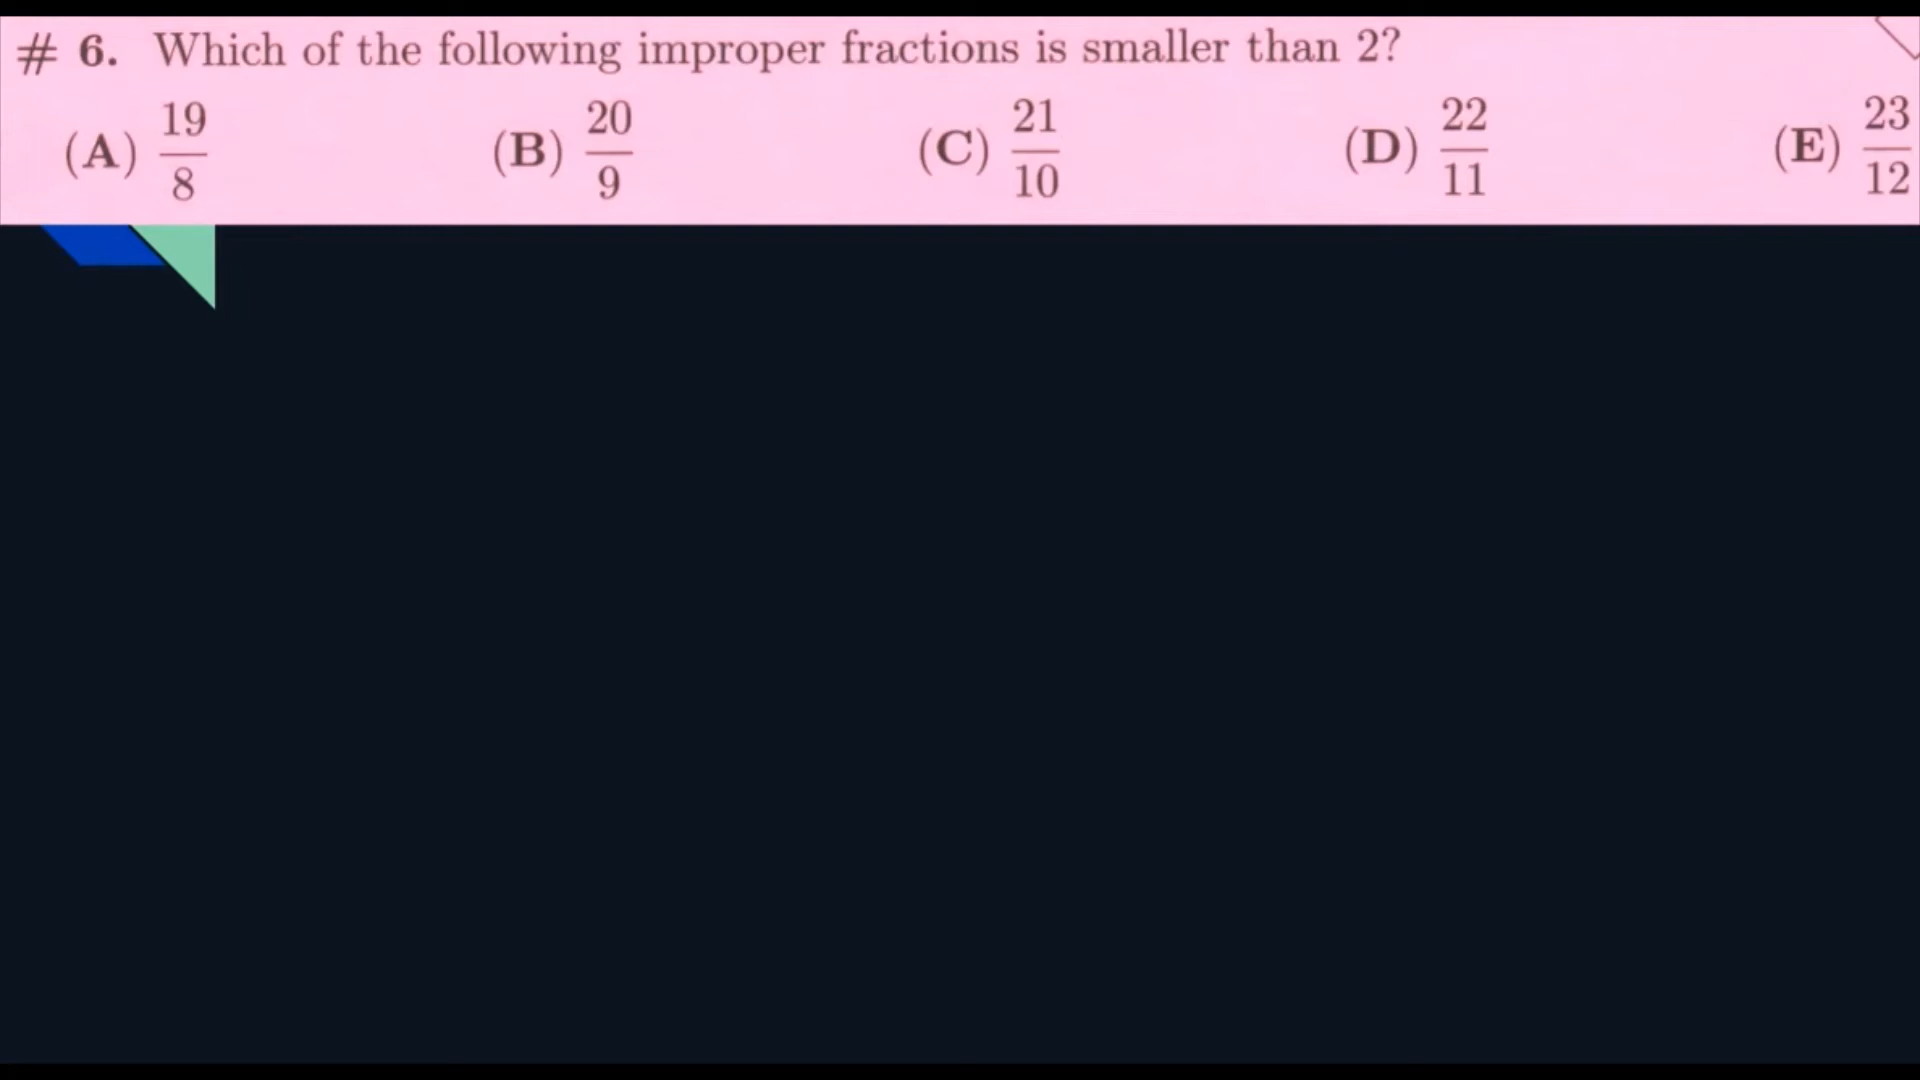 # 6. Which of the following improper fractions is smaller than 2?
(A) 19/8 (B) 20/9 (C) 21/10 (D) 22/11 (E) 23/12